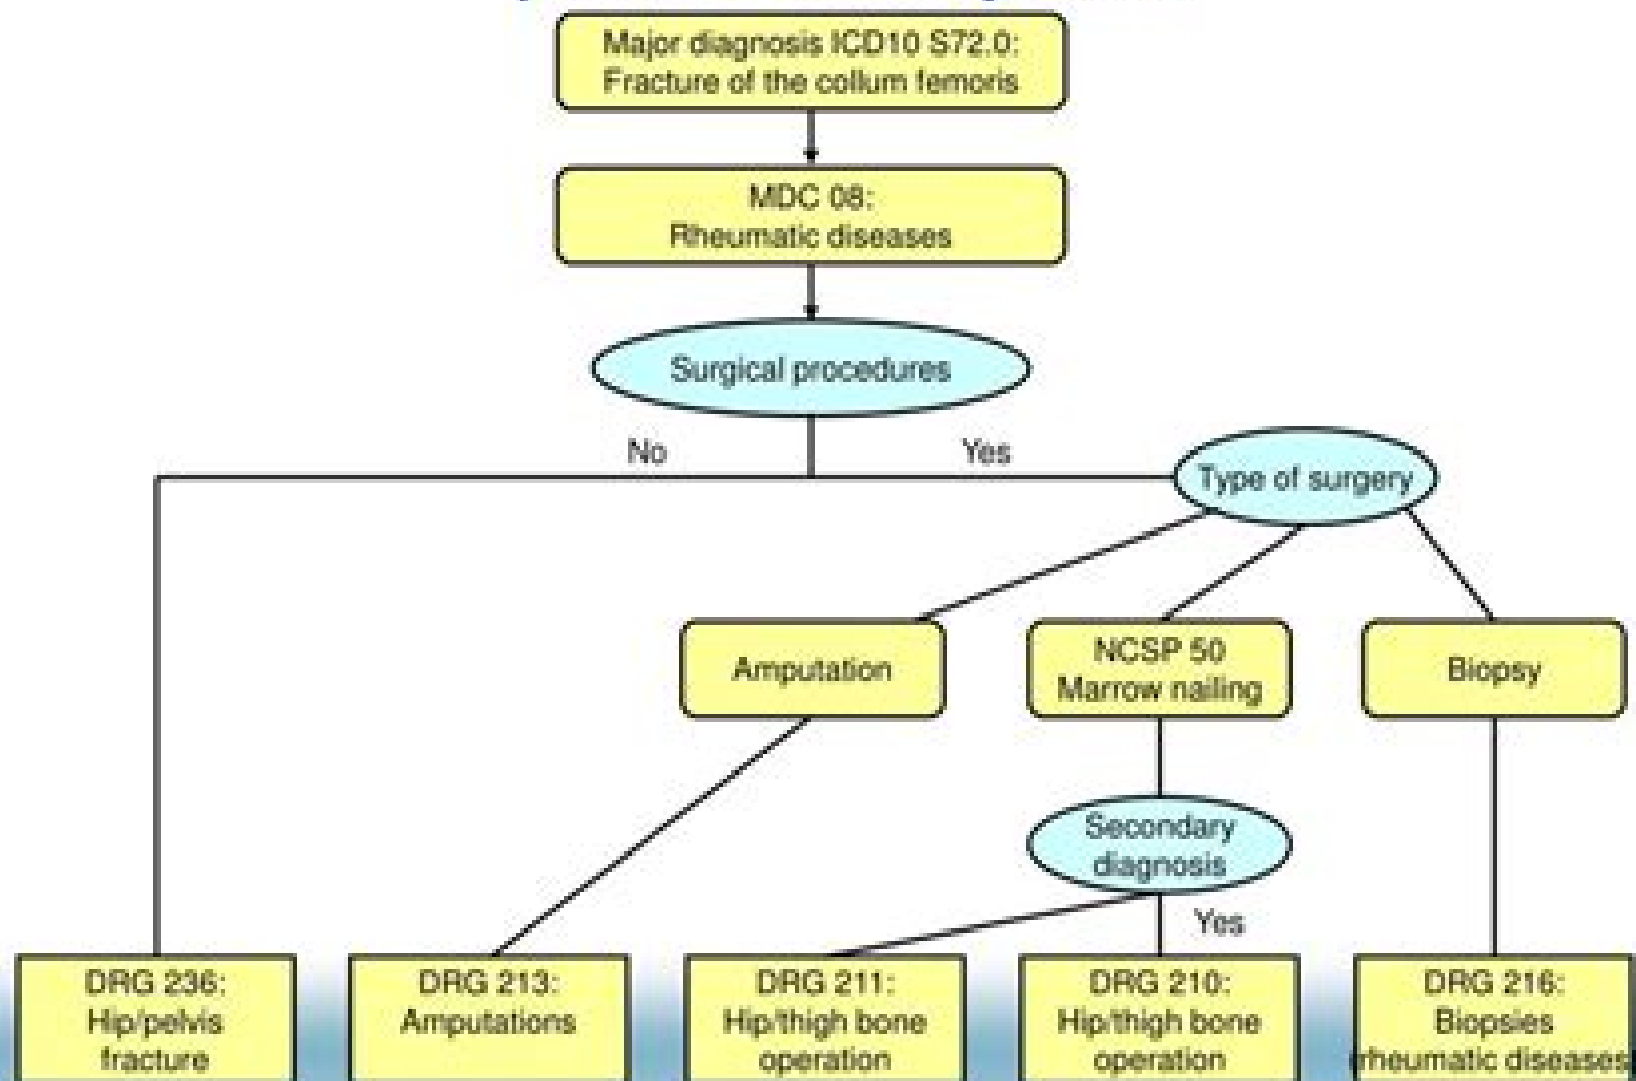 Major diagnosis ICD10 S72.0:
Fracture of the collum femoris
MDC 08:
Rheumatic diseases
Surgical procedures
No
Yes
Type of surgery
Amputation
NCSP 50
Marrow nailing
Biopsy
Secondary
diagnosis
Yes
DRG 236:
Hip/pelvis
fracture
DRG 213:
Amputations
DRG 211:
Hip/thigh bone
operation
DRG 210:
Hip/thigh bone
operation
DRG 216:
Biopsies
rheumatic diseases